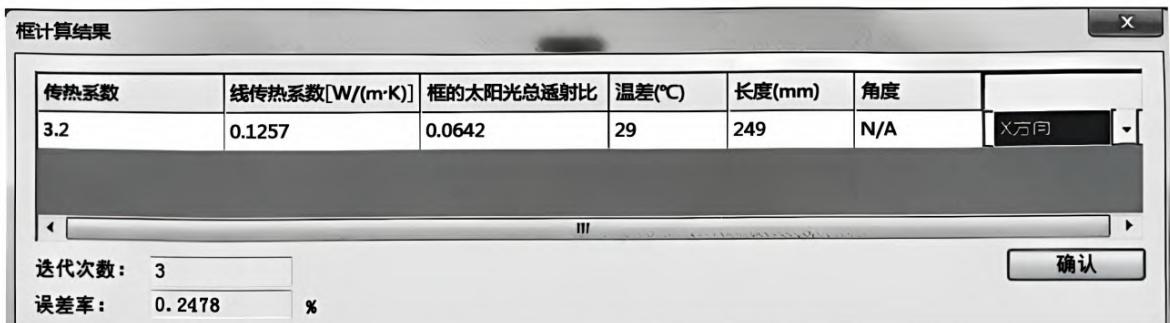 框计算结果
X
传热系数 线传热系数[W/(m·K)] 框的太阳光总透射比 温差(℃) 长度(mm) 角度
3.2 0.1257 0.0642 29 249 N/A X方向
迭代次数： 3
确认
误差率： 0.2478 %